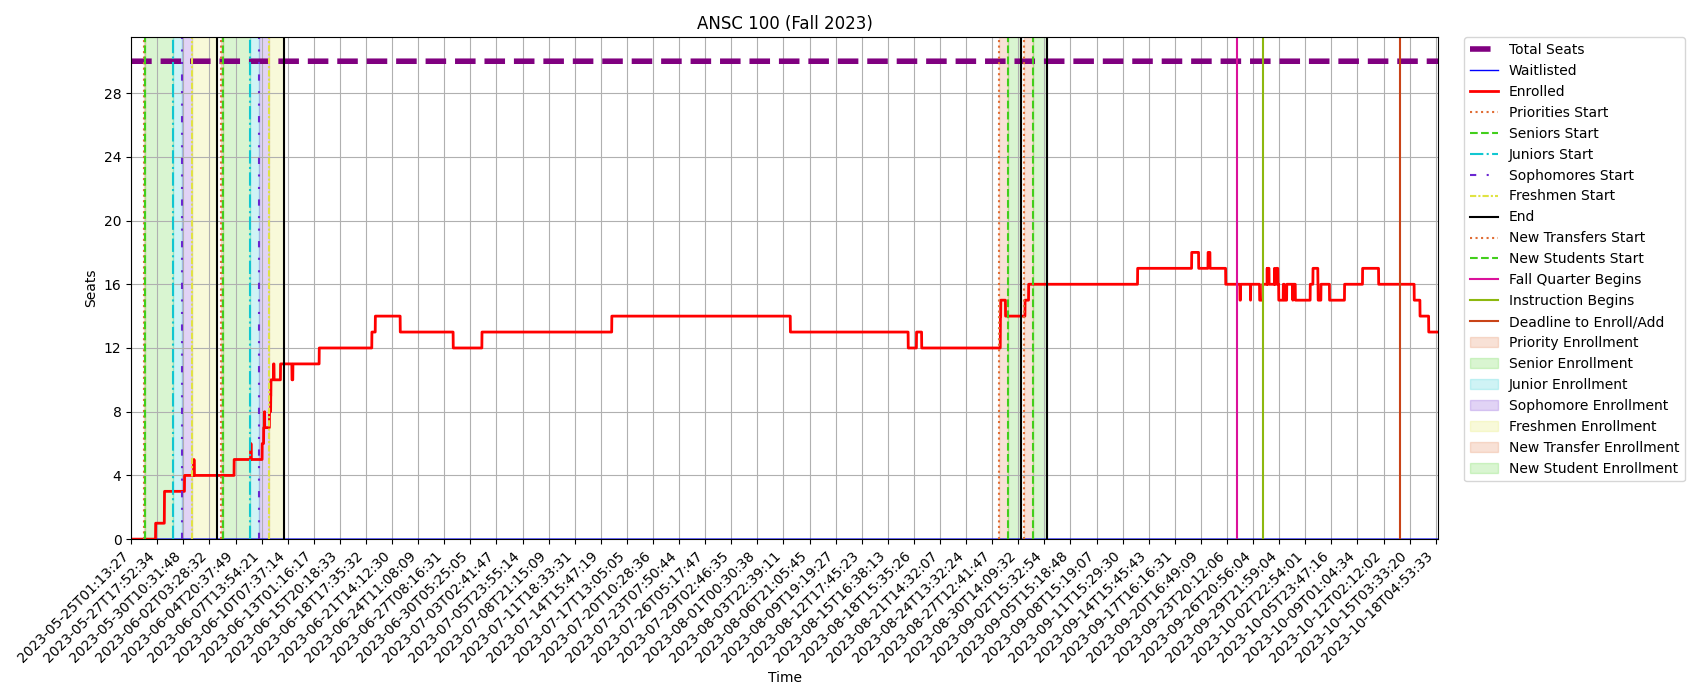 ANSC 100 (Fall 2023)
Seats
28
24
20
16
12
8
4
0
2023-05-25T01:13:27
2023-05-27T17:52:34
2023-05-30T10:31:48
2023-06-02T03:28:32
2023-06-04T20:37:49
2023-06-07T13:54:21
2023-06-10T07:37:14
2023-06-13T01:16:17
2023-06-15T20:18:33
2023-06-18T17:35:32
2023-06-21T14:12:30
2023-06-24T11:08:09
2023-06-27T08:16:31
2023-06-30T05:25:05
2023-07-03T02:41:47
2023-07-05T23:55:14
2023-07-08T21:15:09
2023-07-11T18:33:31
2023-07-14T15:47:19
2023-07-17T13:05:05
2023-07-20T10:28:36
2023-07-23T07:50:44
2023-07-26T05:17:47
2023-07-29T02:46:35
2023-08-01T00:30:38
2023-08-03T22:39:11
2023-08-06T21:05:45
2023-08-09T19:19:27
2023-08-12T17:45:23
2023-08-15T16:38:13
2023-08-18T15:35:26
2023-08-21T14:32:07
2023-08-24T13:32:24
2023-08-27T12:41:47
2023-08-30T14:09:32
2023-09-02T15:32:54
2023-09-05T15:18:48
2023-09-08T15:19:07
2023-09-11T15:29:30
2023-09-14T15:45:43
2023-09-17T16:16:31
2023-09-20T16:49:09
2023-09-23T20:12:06
2023-09-26T20:56:04
2023-09-29T21:59:04
2023-10-02T22:54:01
2023-10-05T23:47:16
2023-10-09T01:04:34
2023-10-12T02:12:02
2023-10-15T03:33:20
2023-10-18T04:53:33
Time
Total Seats
Waitlisted
Enrolled
Priorities Start
Seniors Start
Juniors Start
Sophomores Start
Freshmen Start
End
New Transfers Start
New Students Start
Fall Quarter Begins
Instruction Begins
Deadline to Enroll/Add
Priority Enrollment
Senior Enrollment
Junior Enrollment
Sophomore Enrollment
Freshmen Enrollment
New Transfer Enrollment
New Student Enrollment